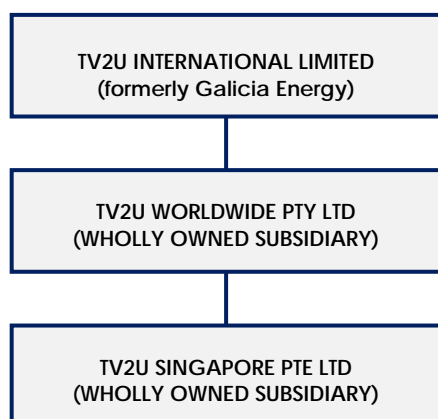 TV2U INTERNATIONAL LIMITED
(formerly Galicia Energy)
TV2U WORLDWIDE PTY LTD
(WHOLLY OWNED SUBSIDIARY)
TV2U SINGAPORE PTE LTD
(WHOLLY OWNED SUBSIDIARY)